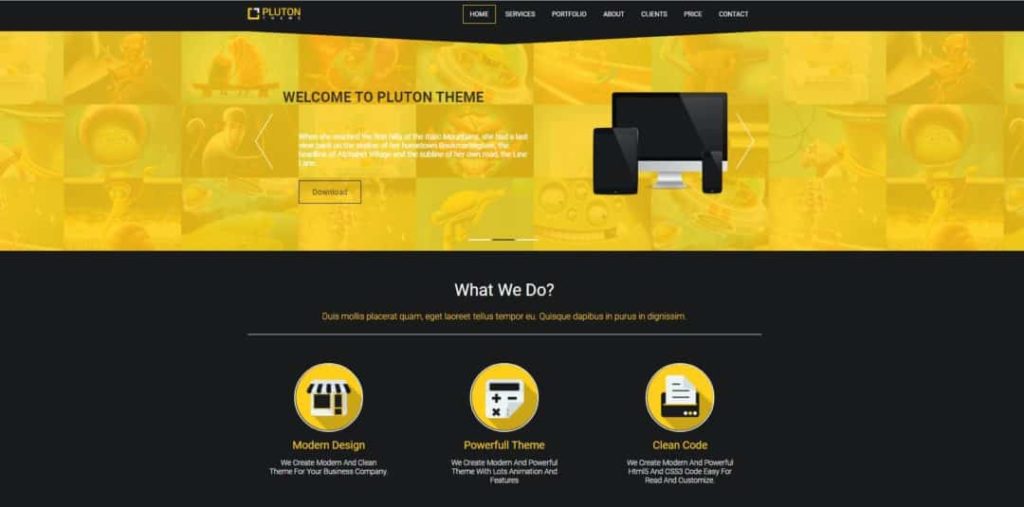 PLUTON
THEME
HOME SERVICES PORTFOLIO ABOUT CLIENTS PRICE CONTACT
WELCOME TO PLUTON THEME
When she reached the first hills of the Italic Mountains, she had a last
view back on the skyline of her hometown Bookmarksgrove, the
headline of Alphabet Village and the subline of her own road, the Line
Lane.
Download
What We Do?
Duis mollis placerat quam, eget laoreet tellus tempor eu. Quisque dapibus in purus in dignissim.
Modern Design
We Create Modern And Clean
Theme For Your Business Company.
Powerfull Theme
We Create Modern And Powerful
Theme With Lots Animation And
Features
Clean Code
We Create Modern And Powerful
Html5 And CSS3 Code Easy For
Read And Customize.